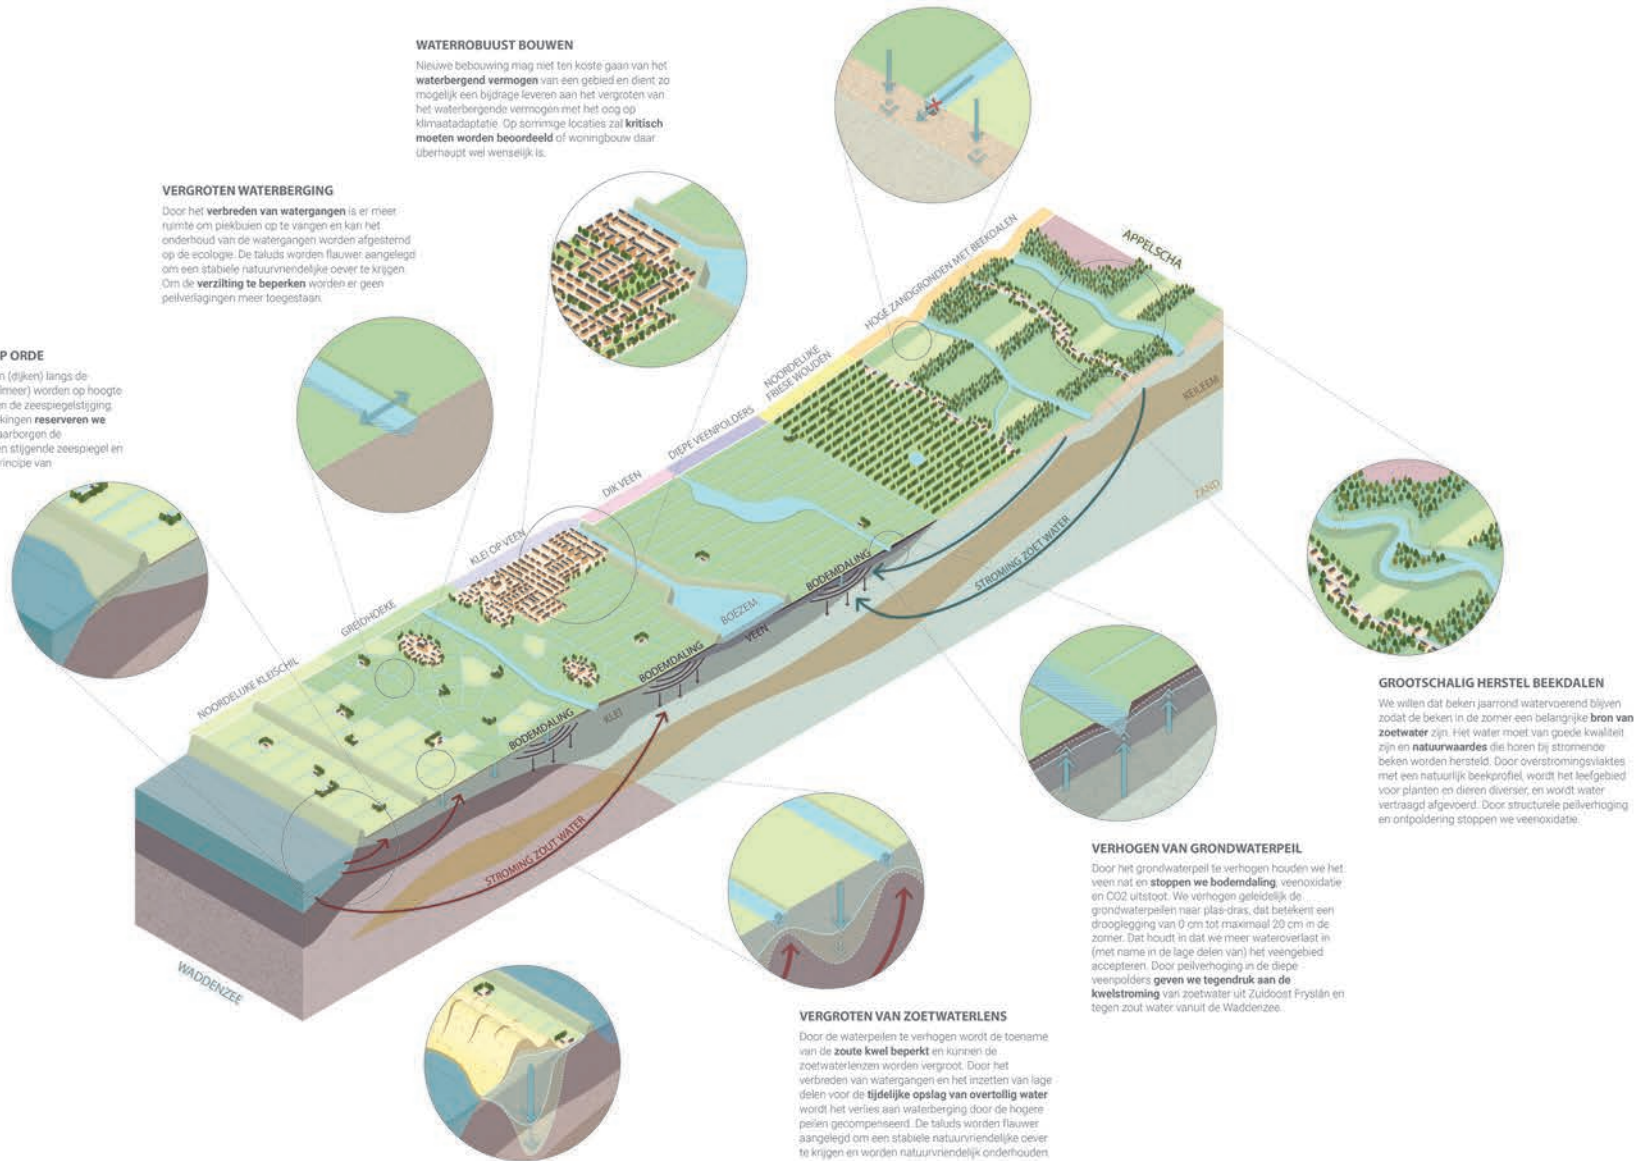 WATERROBUUST BOUWEN
Nieuwe bebouwing mag niet ten koste gaan van het
waterbergend vermogen van een gebied en dient zo
mogelijk een bijdrage leveren aan het vergroten van
het waterbergende vermogen met het oog op
klimaatadaptatie. Op sommige locaties zal kritisch
moeten worden beoordeeld of woningbouw daar
überhaupt wel wenselijk is.
VERGROTEN WATERBERGING
Door het verbreden van watergangen is er meer
ruimte om piekbuien op te vangen en kan het
onderhoud van de watergangen worden afgestemd
op de ecologie. De taluds worden flauwer aangelegd
om een stabiele natuurvriendelijke oever te krijgen.
Om de verzilting te beperken worden er geen
peilverlagingen meer toegestaan.
P ORDE
n (dijken) langs de
lmeer) worden op hoogte
en de zeespiegelstijging.
kingen reserveren we
aarborgen de
en stijgende zeespiegel en
rincipe van
APPELSCHA
HOGE ZANDGRONDEN MET BEEKDALEN
NOORDELIJKE
FRIESE WOUDEN
DIEPE VEENPOLDERS
DIK VEEN
KLEI OP VEEN
GREIDHOEKE
NOORDELIJKE KLEISCHIL
KEILEEM
ZAND
STROMING ZOET WATER
BODEMDALING
BOEZEM
VEEN
BODEMDALING
KLEI
BODEMDALING
STROMING ZOUT WATER
WADDENZEE
GROOTSCHALIG HERSTEL BEEKDALEN
We willen dat beken jaarrond watervoerend blijven
zodat de beken in de zomer een belangrijke bron van
zoetwater zijn. Het water moet van goede kwaliteit
zijn en natuurwaardes die horen bij stromende
beken worden hersteld. Door overstromingsvlaktes
met een natuurlijk beekprofiel, wordt het leefgebied
voor planten en dieren diverser, en wordt water
vertraagd afgevoerd. Door structurele peilverhoging
en ontpoldering stoppen we veenoxidatie.
VERHOGEN VAN GRONDWATERPEIL
Door het grondwaterpeil te verhogen houden we het
veen nat en stoppen we bodemdaling, veenoxidatie
en CO2 uitstoot. We verhogen geleidelijk de
grondwaterpeilen naar plas-dras, dat betekent een
drooglegging van 0 cm tot maximaal 20 cm in de
zomer. Dat houdt in dat we meer wateroverlast in
(met name in de lage delen van) het veengebied
accepteren. Door peilverhoging in de diepe
veenpolders geven we tegendruk aan de
kwelstroming van zoetwater uit Zuidoost Fryslân en
tegen zout water vanuit de Waddenzee.
VERGROTEN VAN ZOETWATERLENS
Door de waterpeilen te verhogen wordt de toename
van de zoute kwel beperkt en kunnen de
zoetwaterlenzen worden vergroot. Door het
verbreden van watergangen en het inzetten van lage
delen voor de tijdelijke opslag van overtollig water
wordt het verlies aan waterberging door de hogere
peilen gecompenseerd. De taluds worden flauwer
aangelegd om een stabiele natuurvriendelijke oever
te krijgen en worden natuurvriendelijk onderhouden.